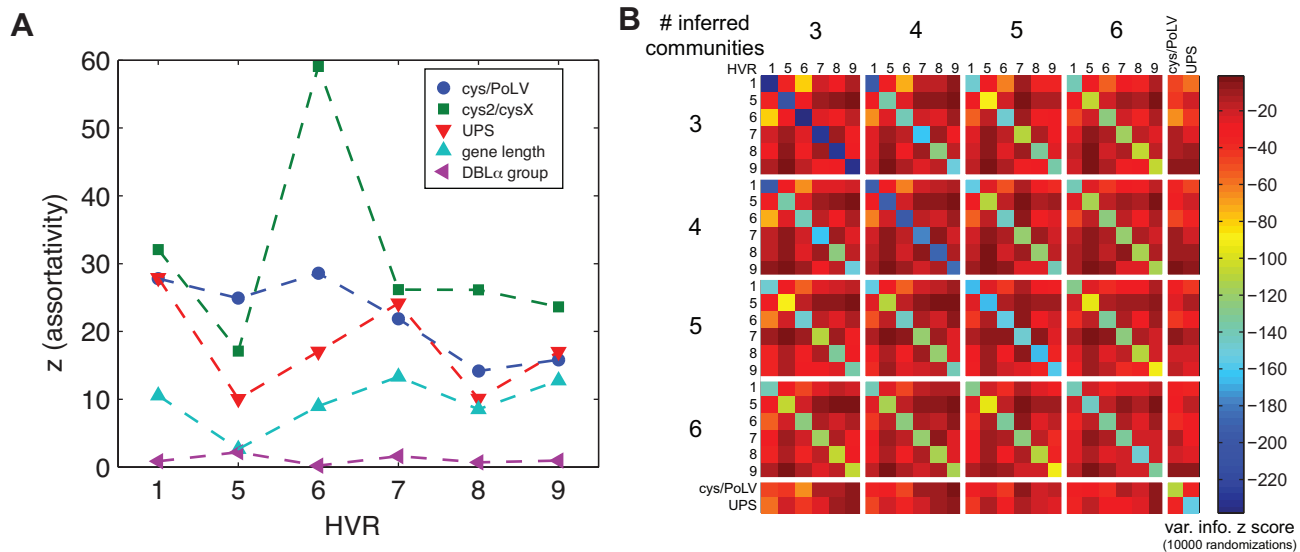 A
z (assortativity)
60
50
40
30
20
10
0
cys/PoLV
cys2/cysX
UPS
gene length
DBLα group
1 5 6 7 8 9
HVR
B
# inferred communities
3 4 5 6
cys/PoLV
UPS
HVR
1 5 6 7 8 9 1 5 6 7 8 9 1 5 6 7 8 9 1 5 6 7 8 9
3
1
5
6
7
8
9
4
1
5
6
7
8
9
5
1
5
6
7
8
9
6
1
5
6
7
8
9
cys/PoLV
UPS
−20
−40
−60
−80
−100
−120
−140
−160
−180
−200
−220
var. info. z score
(10000 randomizations)